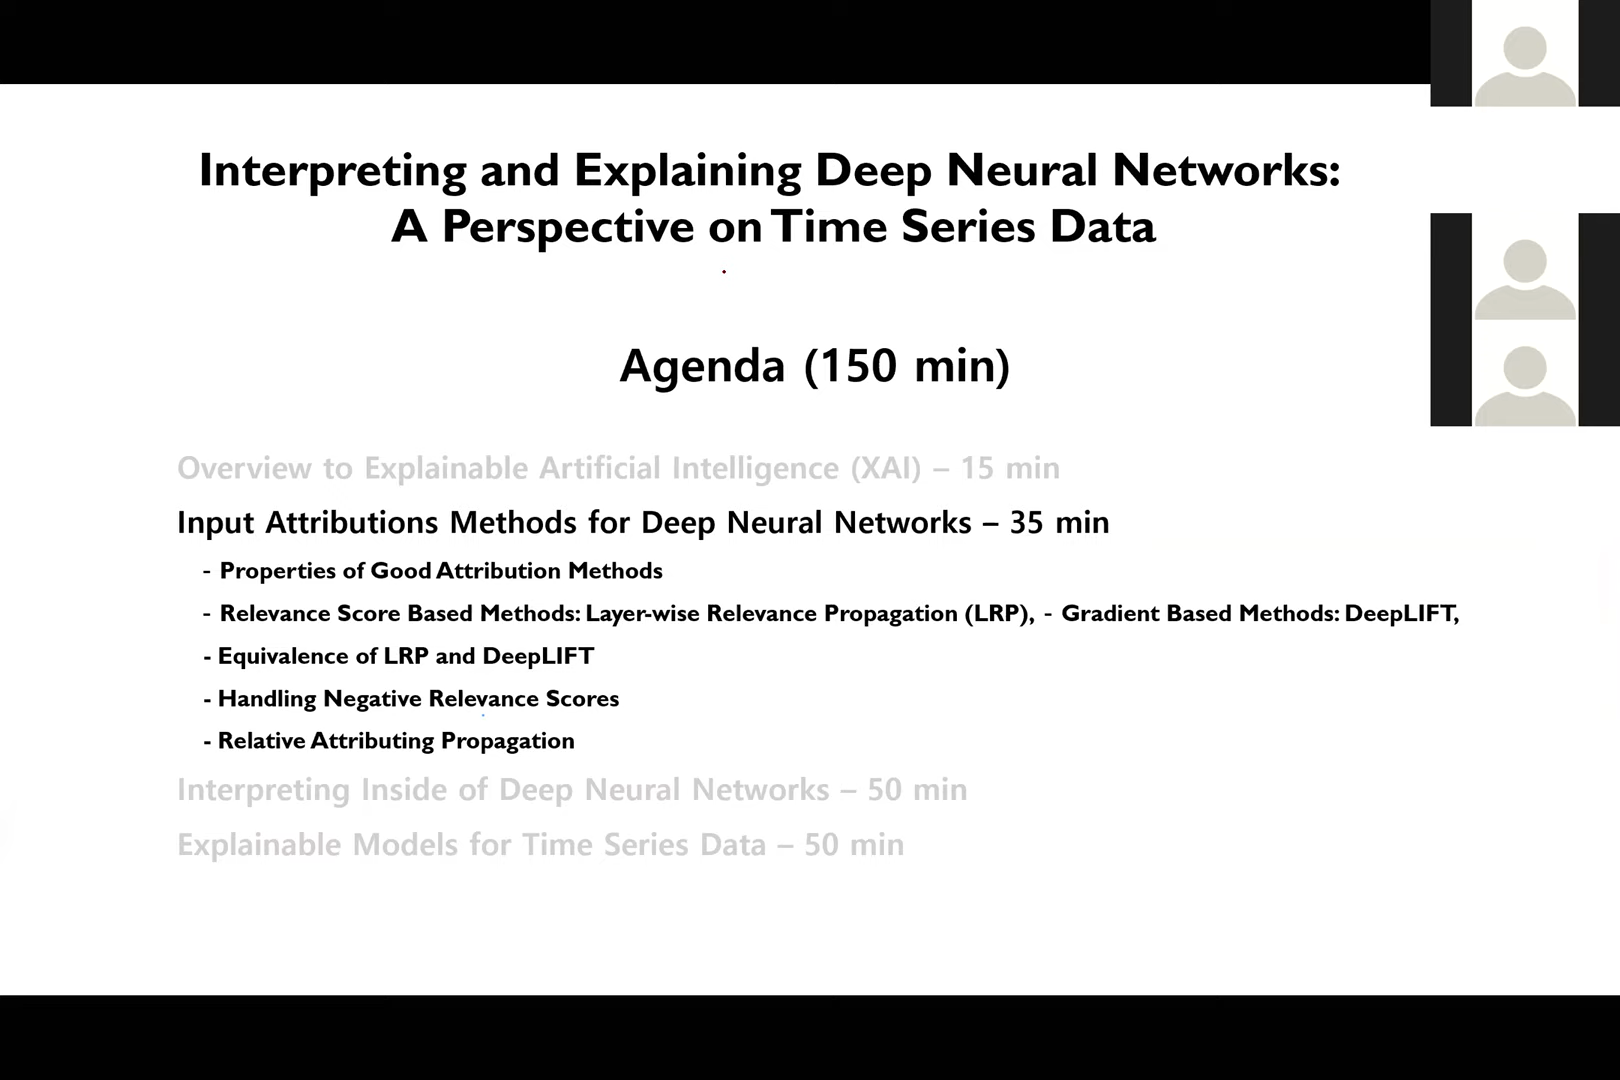 Interpreting and Explaining Deep Neural Networks:
A Perspective on Time Series Data
Agenda (150 min)
Overview to Explainable Artificial Intelligence (XAI) – 15 min
Input Attributions Methods for Deep Neural Networks – 35 min
- Properties of Good Attribution Methods
- Relevance Score Based Methods: Layer-wise Relevance Propagation (LRP), - Gradient Based Methods: DeepLIFT,
- Equivalence of LRP and DeepLIFT
- Handling Negative Relevance Scores
- Relative Attributing Propagation
Interpreting Inside of Deep Neural Networks – 50 min
Explainable Models for Time Series Data – 50 min